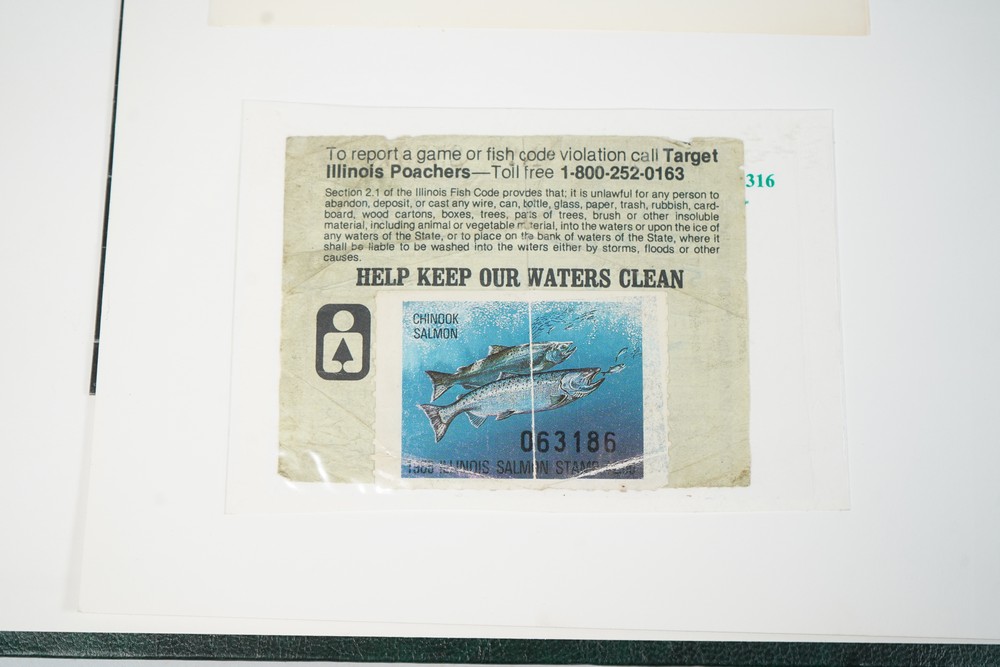 To report a game or fish code violation call Target
Illinois Poachers—Toll free 1-800-252-0163
Section 2.1 of the Illinois Fish Code provides that: it is unlawful for any person to
abandon, deposit, or cast any wire, can, bottle, glass, paper, trash, rubbish, card-
board, wood cartons, boxes, trees, parts of trees, brush or other insoluble
material, including animal or vegetable material, into the waters or upon the ice of
any waters of the State, or to place on the bank of waters of the State, where it
shall be liable to be washed into the waters either by storms, floods or other
causes.
316
HELP KEEP OUR WATERS CLEAN
CHINOOK
SALMON
063186
ILLINOIS SALMON STAMP